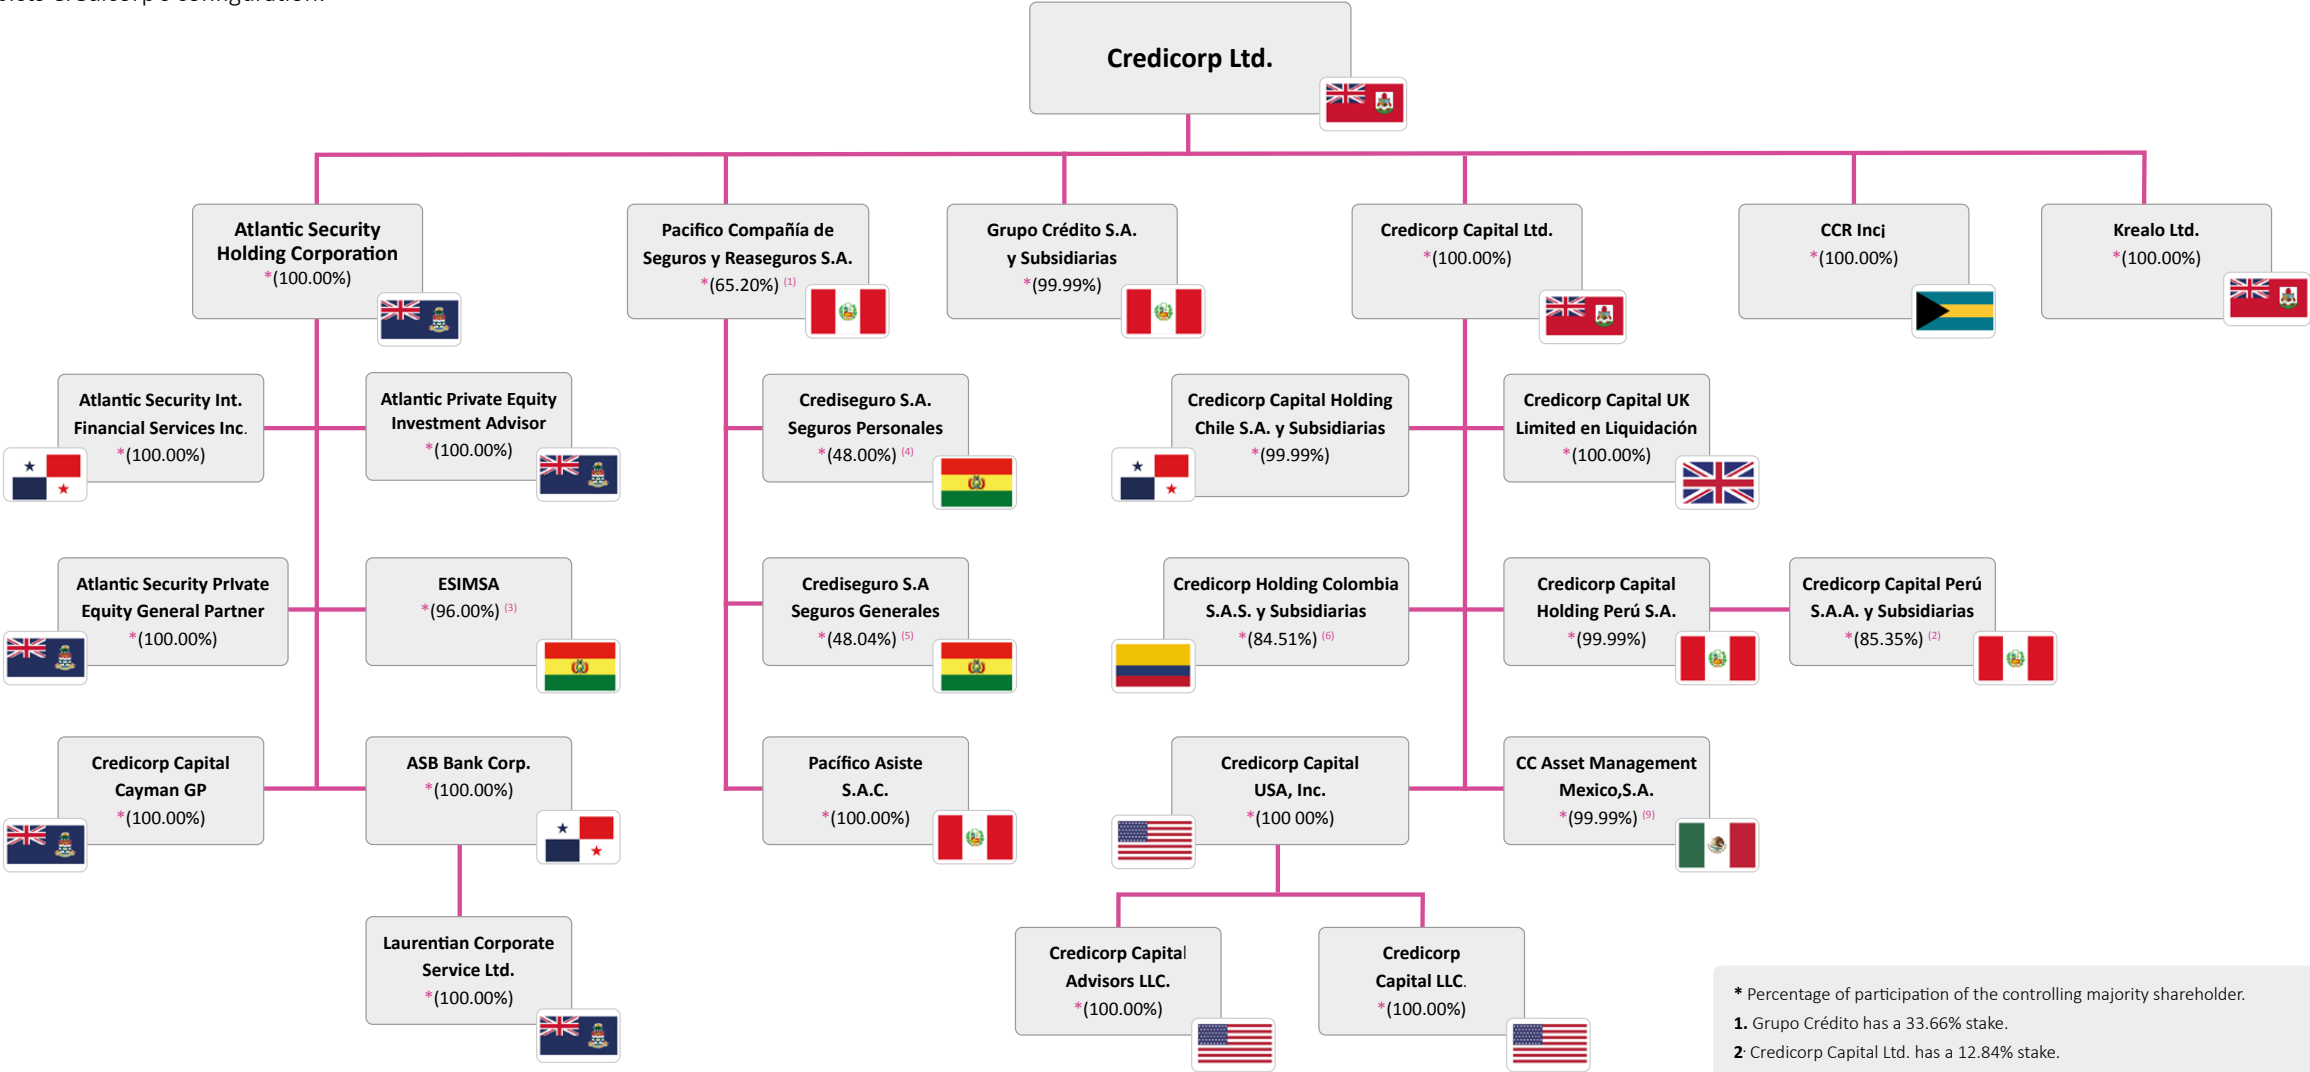 Credicorp's configuration.
Credicorp Ltd.
Atlantic Security
Holding Corporation
*(100.00%)
Pacifico Compañía de
Seguros y Reaseguros S.A.
*(65.20%) (1)
Grupo Crédito S.A.
y Subsidiarias
*(99.99%)
Credicorp Capital Ltd.
*(100.00%)
CCR Inc¡
*(100.00%)
Krealo Ltd.
*(100.00%)
Atlantic Security Int.
Financial Services Inc.
*(100.00%)
Atlantic Private Equity
Investment Advisor
*(100.00%)
Crediseguro S.A.
Seguros Personales
*(48.00%) (4)
Credicorp Capital Holding
Chile S.A. y Subsidiarias
*(99.99%)
Credicorp Capital UK
Limited en Liquidación
*(100.00%)
Atlantic Security PrIvate
Equity General Partner
*(100.00%)
ESIMSA
*(96.00%) (3)
Crediseguro S.A
Seguros Generales
*(48.04%) (5)
Credicorp Holding Colombia
S.A.S. y Subsidiarias
*(84.51%) (6)
Credicorp Capital
Holding Perú S.A.
*(99.99%)
Credicorp Capital Perú
S.A.A. y Subsidiarias
*(85.35%) (2)
Credicorp Capital
Cayman GP
*(100.00%)
ASB Bank Corp.
*(100.00%)
Pacífico Asiste
S.A.C.
*(100.00%)
Credicorp Capital
USA, Inc.
*(100 00%)
CC Asset Management
Mexico,S.A.
*(99.99%) (9)
Laurentian Corporate
Service Ltd.
*(100.00%)
Credicorp Capital
Advisors LLC.
*(100.00%)
Credicorp
Capital LLC.
*(100.00%)
* Percentage of participation of the controlling majority shareholder.
1. Grupo Crédito has a 33.66% stake.
2. Credicorp Capital Ltd. has a 12.84% stake.